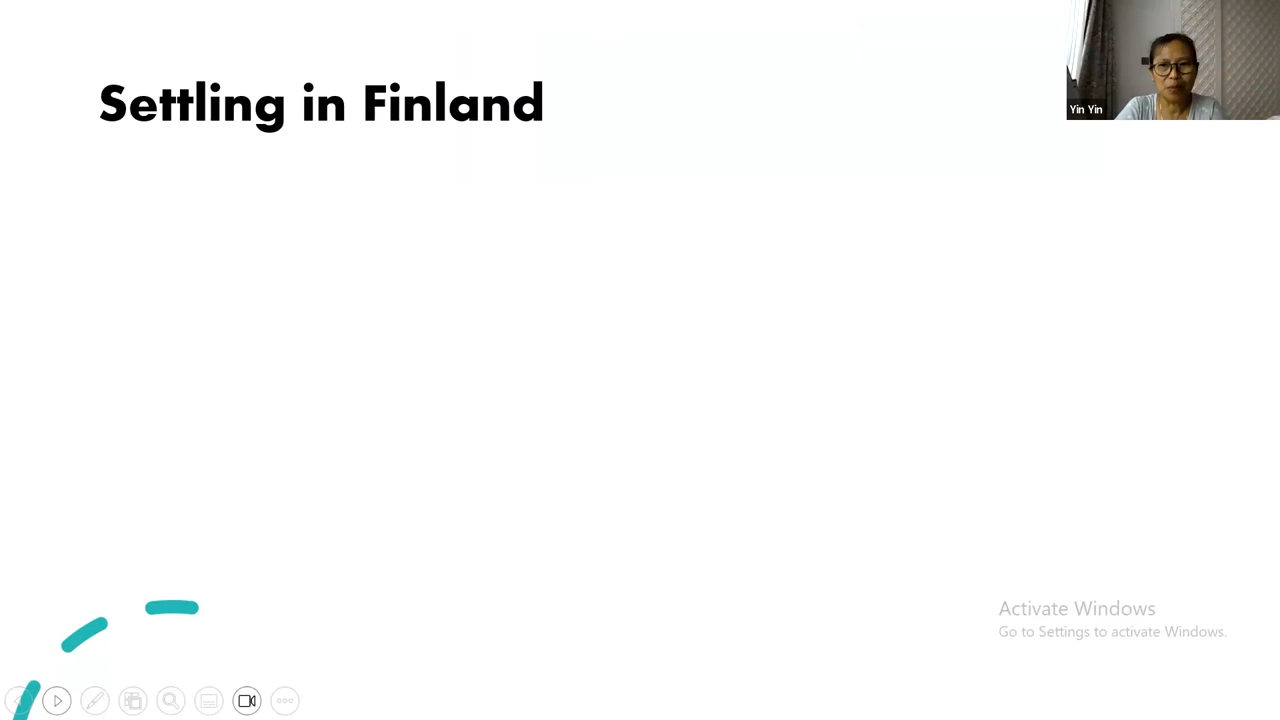 Settling in Finland
Yin Yin
Activate Windows
Go to Settings to activate Windows.